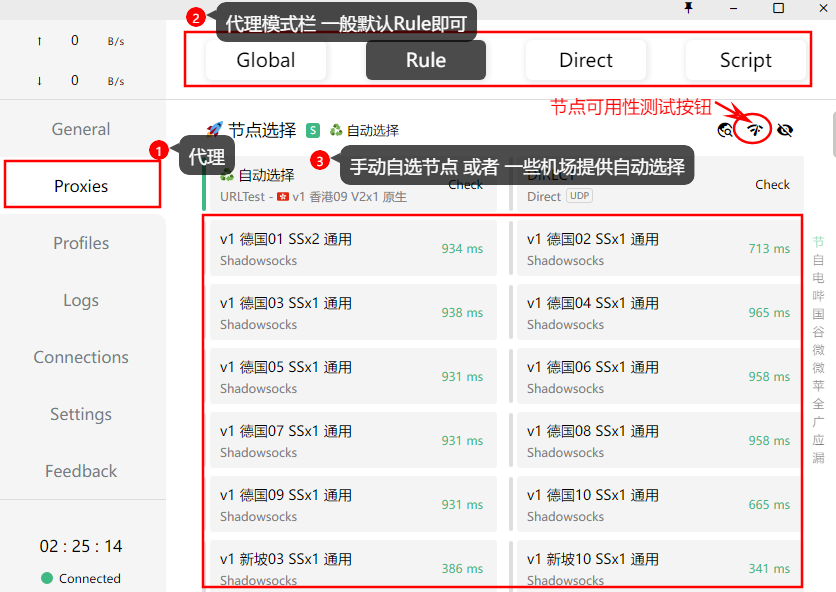 2 代理模式栏 一般默认Rule即可
↑ 0 B/s
↓ 0 B/s
Global Rule Direct Script
节点可用性测试按钮
General
节点选择 S 自动选择
1 代理
3 手动自选节点 或者 一些机场提供自动选择
Proxies
自动选择 Check
URLTest - v1 香港09 V2x1 原生
DIRECT Check
Direct UDP
Profiles
Logs
Connections
Settings
Feedback
02 : 25 : 14
Connected
v1 德国01 SSx2 通用 934 ms
Shadowsocks
v1 德国02 SSx1 通用 713 ms
Shadowsocks
v1 德国03 SSx1 通用 938 ms
Shadowsocks
v1 德国04 SSx1 通用 965 ms
Shadowsocks
v1 德国05 SSx1 通用 931 ms
Shadowsocks
v1 德国06 SSx1 通用 958 ms
Shadowsocks
v1 德国07 SSx1 通用 931 ms
Shadowsocks
v1 德国08 SSx1 通用 958 ms
Shadowsocks
v1 德国09 SSx1 通用 931 ms
Shadowsocks
v1 德国10 SSx1 通用 665 ms
Shadowsocks
v1 新坡03 SSx1 通用 386 ms
Shadowsocks
v1 新坡10 SSx1 通用 341 ms
Shadowsocks
节
自
电
哔
国
谷
微
微
苹
全
广
应
漏